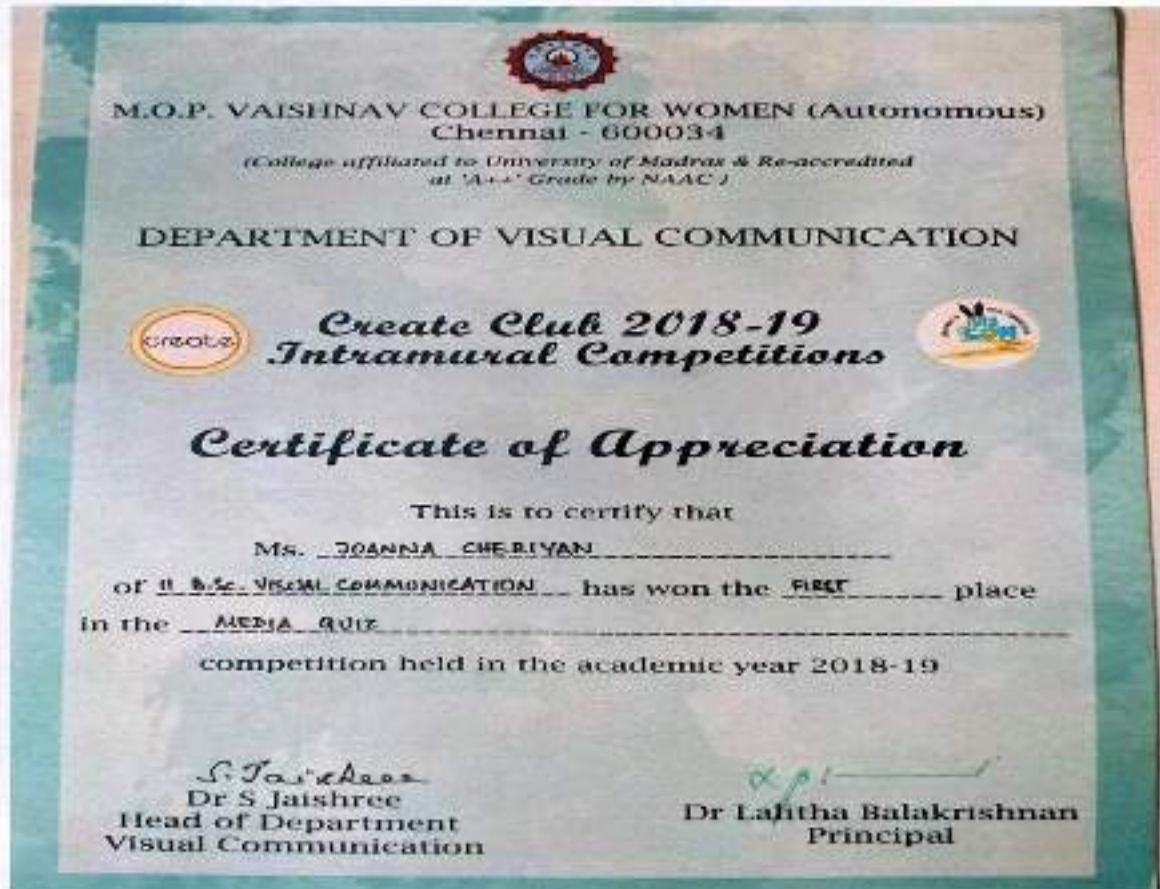 M.O.P. VAISHNAV COLLEGE FOR WOMEN (Autonomous)
Chennai - 600034
(College affiliated to University of Madras & Re-accredited
at 'A++' Grade by NAAC )
DEPARTMENT OF VISUAL COMMUNICATION
create
Create Club 2018-19
Intramural Competitions
Certificate of Appreciation
This is to certify that
Ms. JOANNA CHERIYAN
of II B.Sc. VISUAL COMMUNICATION has won the FIRST place
in the MEDIA QUIZ
competition held in the academic year 2018-19
S. Jaishree
Dr S Jaishree
Head of Department
Visual Communication
Dr Lalitha Balakrishnan
Principal